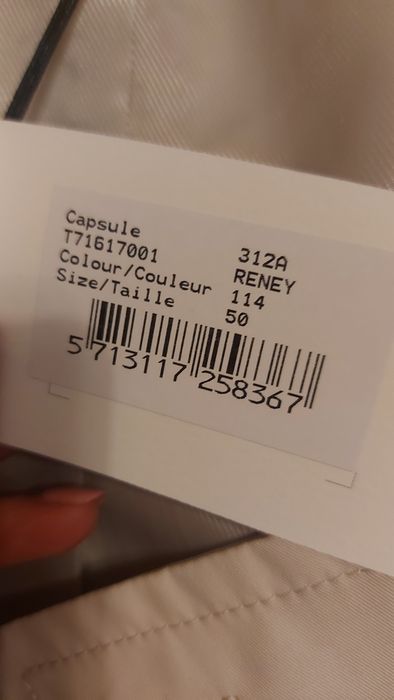 Capsule 312A
T71617001 RENEY
Colour/Couleur 114
Size/Taille 50
5 713117 258367